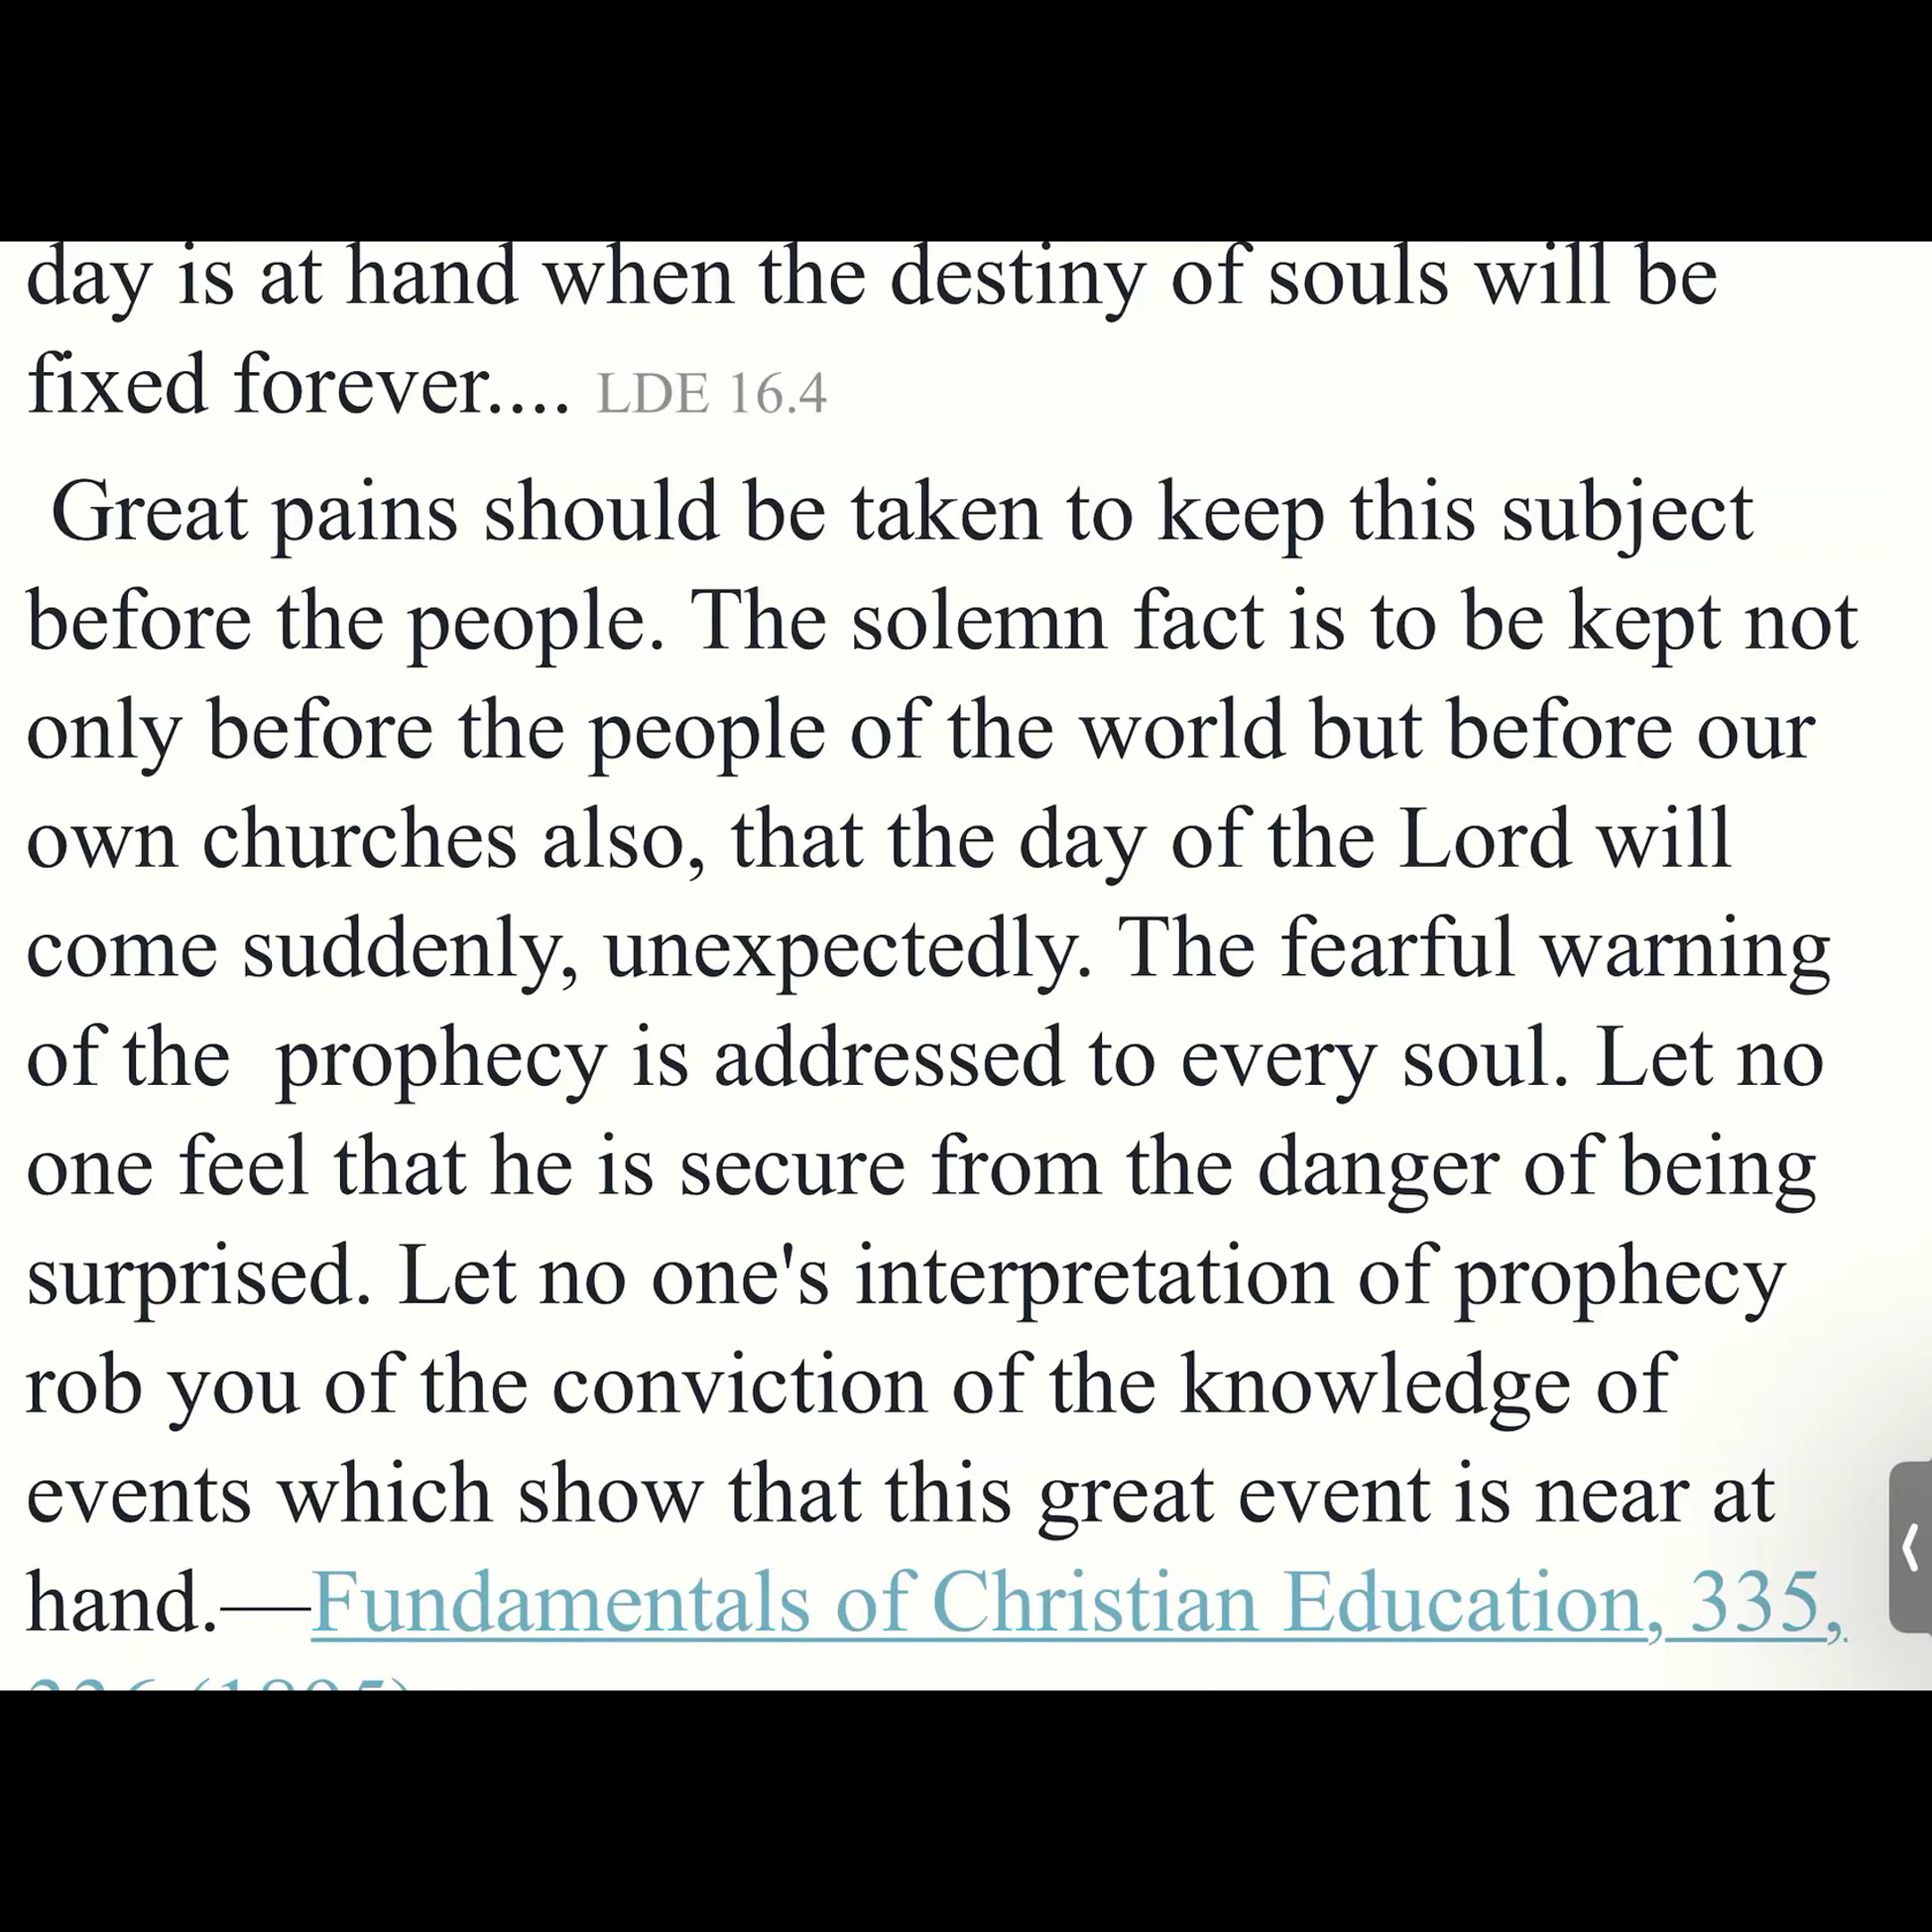 day is at hand when the destiny of souls will be
fixed forever.... LDE 16.4
Great pains should be taken to keep this subject
before the people. The solemn fact is to be kept not
only before the people of the world but before our
own churches also, that the day of the Lord will
come suddenly, unexpectedly. The fearful warning
of the  prophecy is addressed to every soul. Let no
one feel that he is secure from the danger of being
surprised. Let no one's interpretation of prophecy
rob you of the conviction of the knowledge of
events which show that this great event is near at
hand.—Fundamentals of Christian Education, 335,
336 (1895)